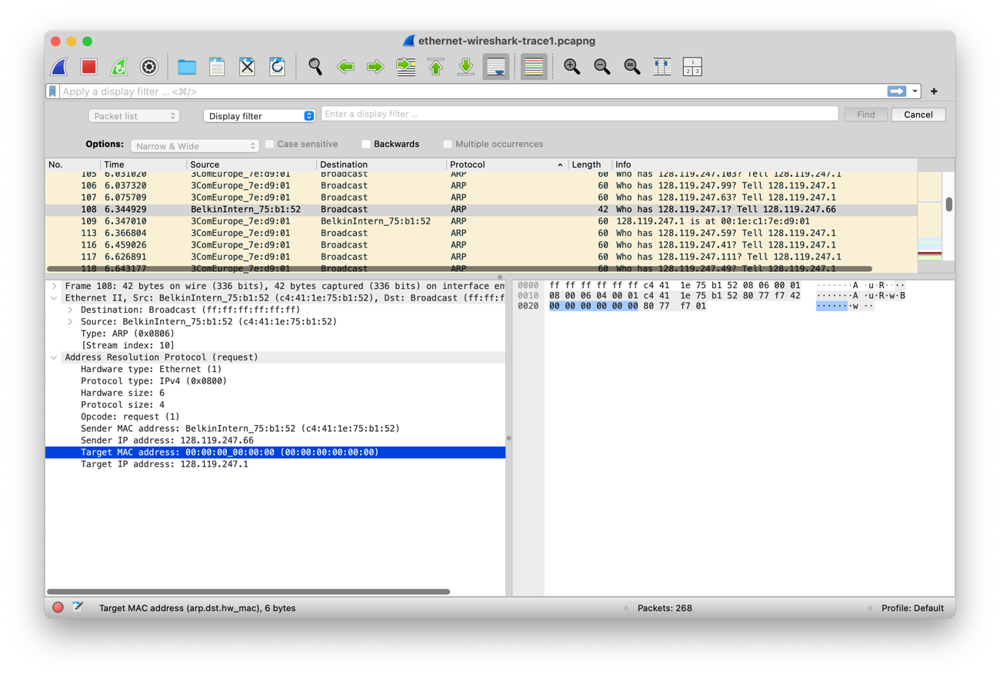 ethernet-wireshark-trace1.pcapng
Apply a display filter ... <⌘/>
Packet list Display filter Enter a display filter ... Find Cancel
Options: Narrow & Wide Case sensitive Backwards Multiple occurrences
No. Time Source Destination Protocol Length Info
105 6.031020 3ComEurope_7e:d9:01 Broadcast ARP 60 Who has 128.119.247.103? Tell 128.119.247.1
106 6.037320 3ComEurope_7e:d9:01 Broadcast ARP 60 Who has 128.119.247.99? Tell 128.119.247.1
107 6.075709 3ComEurope_7e:d9:01 Broadcast ARP 60 Who has 128.119.247.63? Tell 128.119.247.1
108 6.344929 BelkinIntern_75:b1:52 Broadcast ARP 42 Who has 128.119.247.1? Tell 128.119.247.66
109 6.347010 3ComEurope_7e:d9:01 BelkinIntern_75:b1:52 ARP 60 128.119.247.1 is at 00:1e:c1:7e:d9:01
113 6.366804 3ComEurope_7e:d9:01 Broadcast ARP 60 Who has 128.119.247.59? Tell 128.119.247.1
116 6.459026 3ComEurope_7e:d9:01 Broadcast ARP 60 Who has 128.119.247.41? Tell 128.119.247.1
117 6.626891 3ComEurope_7e:d9:01 Broadcast ARP 60 Who has 128.119.247.111? Tell 128.119.247.1
118 6.643177 3ComEurope_7e:d9:01 Broadcast ARP 60 Who has 128.119.247.49? Tell 128.119.247.1
Frame 108: 42 bytes on wire (336 bits), 42 bytes captured (336 bits) on interface en
Ethernet II, Src: BelkinIntern_75:b1:52 (c4:41:1e:75:b1:52), Dst: Broadcast (ff:ff:f
Destination: Broadcast (ff:ff:ff:ff:ff:ff)
Source: BelkinIntern_75:b1:52 (c4:41:1e:75:b1:52)
Type: ARP (0x0806)
[Stream index: 10]
Address Resolution Protocol (request)
Hardware type: Ethernet (1)
Protocol type: IPv4 (0x0800)
Hardware size: 6
Protocol size: 4
Opcode: request (1)
Sender MAC address: BelkinIntern_75:b1:52 (c4:41:1e:75:b1:52)
Sender IP address: 128.119.247.66
Target MAC address: 00:00:00_00:00:00 (00:00:00:00:00:00)
Target IP address: 128.119.247.1
0000 ff ff ff ff ff ff c4 41 1e 75 b1 52 08 06 00 01 ·······A ·u·R····
0010 08 00 06 04 00 01 c4 41 1e 75 b1 52 80 77 f7 42 ·······A ·u·R·w·B
0020 00 00 00 00 00 00 80 77 f7 01 ·······w ··
Target MAC address (arp.dst.hw_mac), 6 bytes Packets: 268 Profile: Default